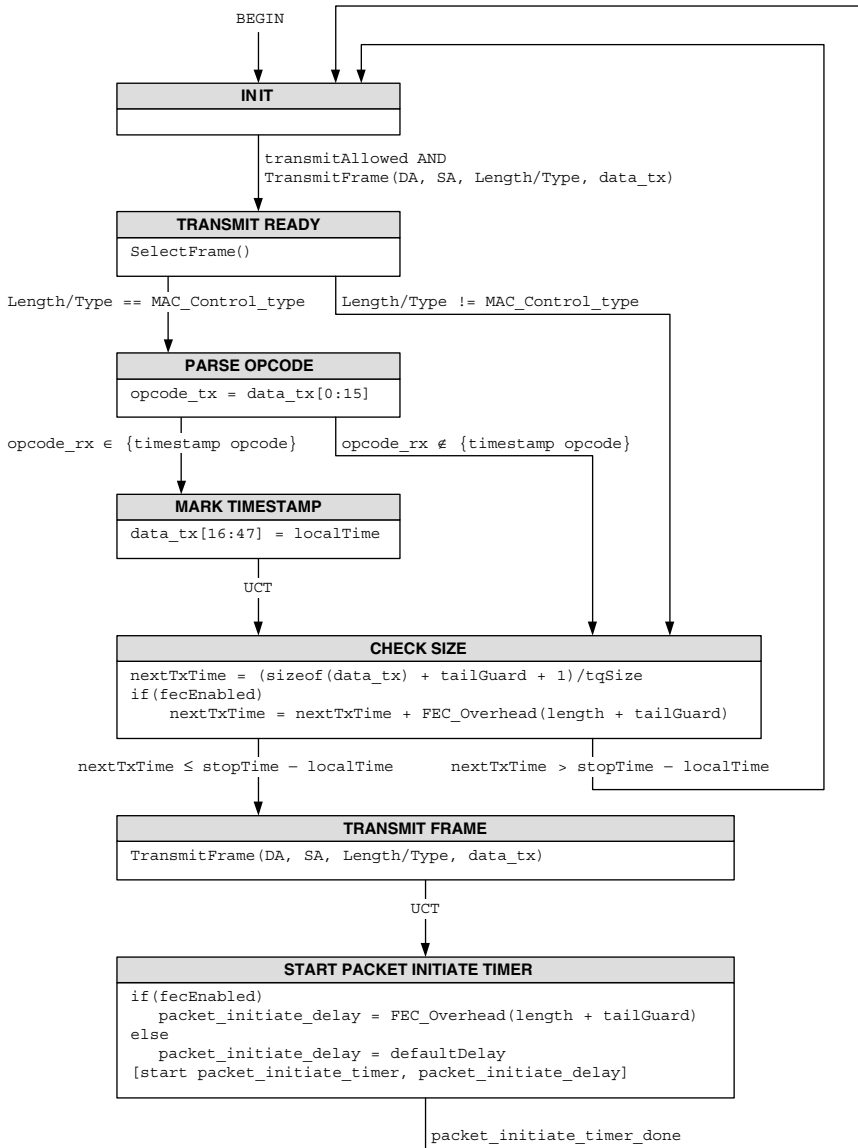 BEGIN
INIT
transmitAllowed AND
TransmitFrame(DA, SA, Length/Type, data_tx)
TRANSMIT READY
SelectFrame()
Length/Type == MAC_Control_type
Length/Type != MAC_Control_type
PARSE OPCODE
opcode_tx = data_tx[0:15]
opcode_rx ∈ {timestamp opcode}
opcode_rx ∉ {timestamp opcode}
MARK TIMESTAMP
data_tx[16:47] = localTime
UCT
CHECK SIZE
nextTxTime = (sizeof(data_tx) + tailGuard + 1)/tqSize
if(fecEnabled)
nextTxTime = nextTxTime + FEC_Overhead(length + tailGuard)
nextTxTime ≤ stopTime – localTime
nextTxTime > stopTime – localTime
TRANSMIT FRAME
TransmitFrame(DA, SA, Length/Type, data_tx)
UCT
START PACKET INITIATE TIMER
if(fecEnabled)
packet_initiate_delay = FEC_Overhead(length + tailGuard)
else
packet_initiate_delay = defaultDelay
[start packet_initiate_timer, packet_initiate_delay]
packet_initiate_timer_done